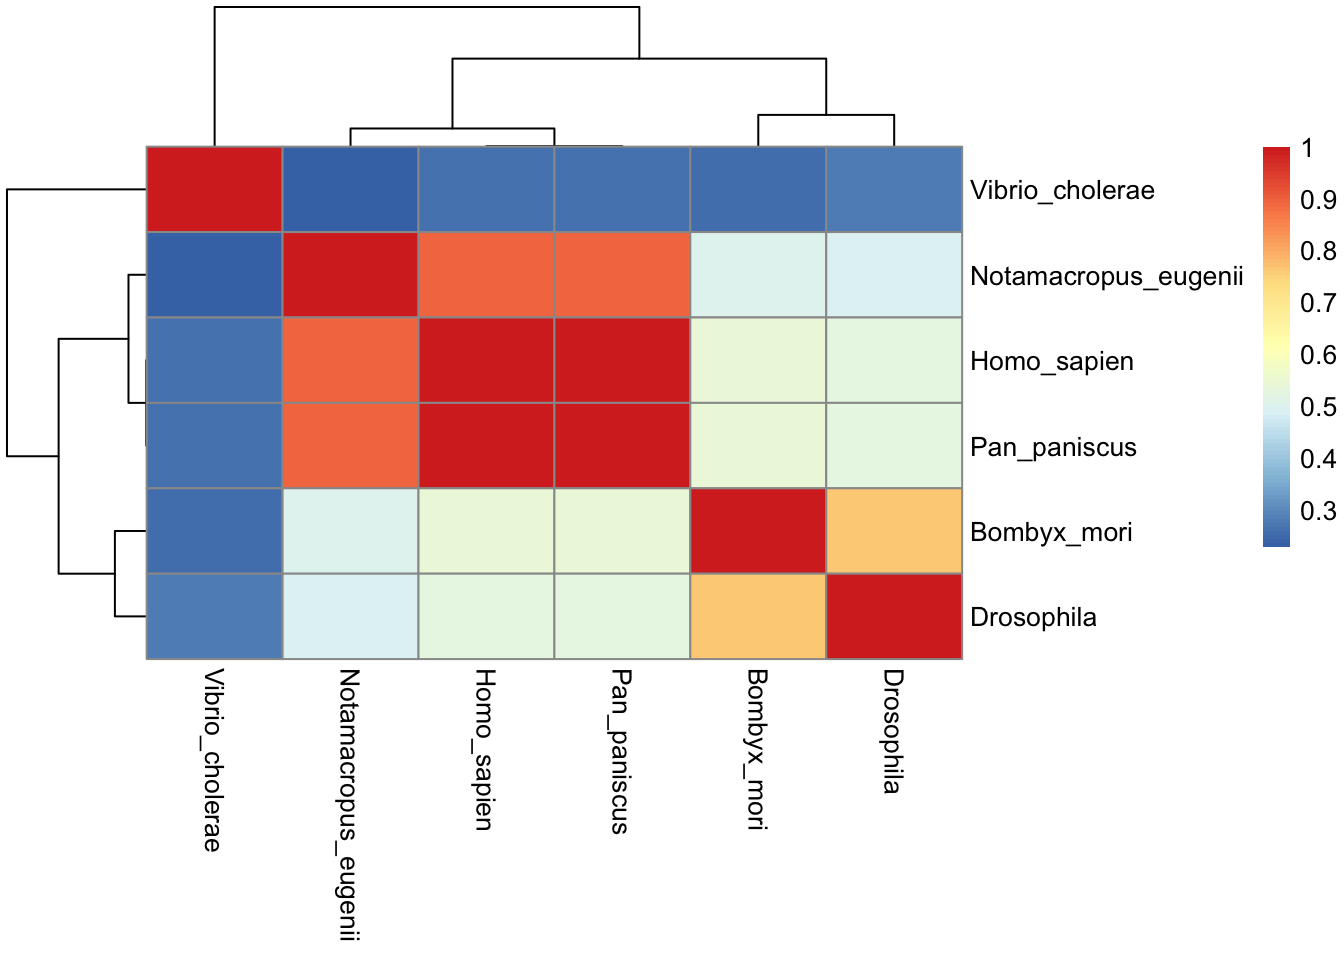 Vibrio_cholerae
Notamacropus_eugenii
Homo_sapien
Pan_paniscus
Bombyx_mori
Drosophila
Vibrio_cholerae
Notamacropus_eugenii
Homo_sapien
Pan_paniscus
Bombyx_mori
Drosophila
1
0.9
0.8
0.7
0.6
0.5
0.4
0.3